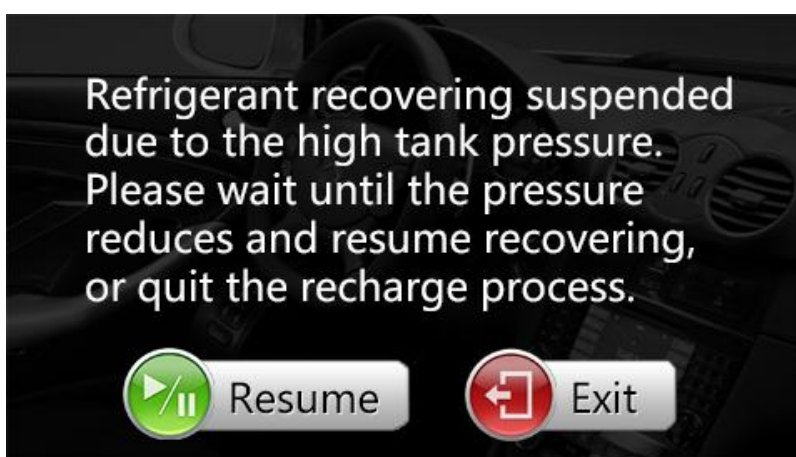 Refrigerant recovering suspended
due to the high tank pressure.
Please wait until the pressure
reduces and resume recovering,
or quit the recharge process.
Resume
Exit